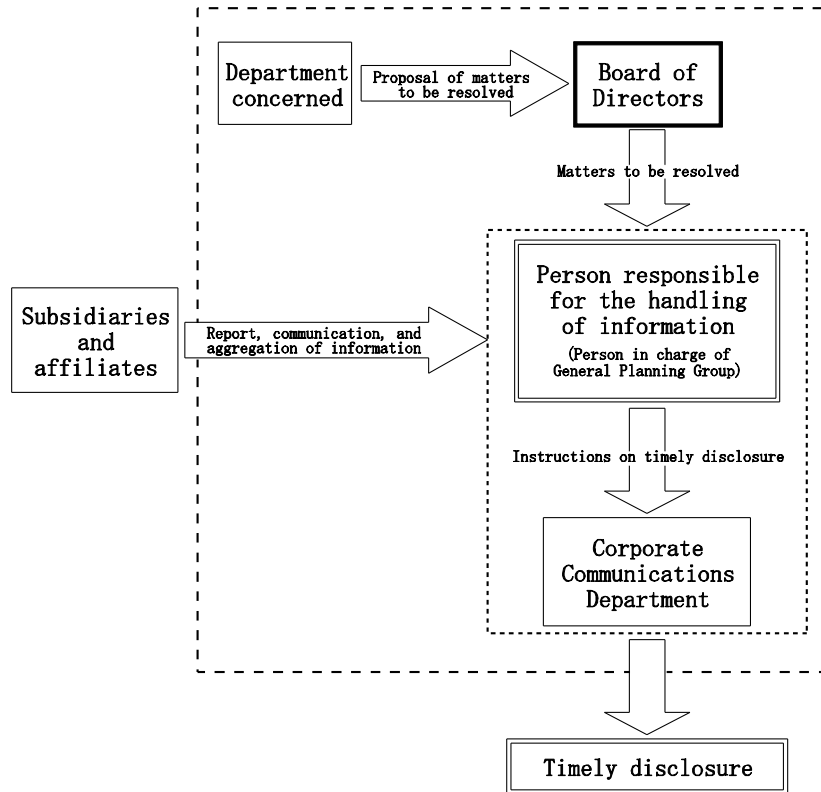 Department
concerned
Proposal of matters
to be resolved
Board of
Directors
Matters to be resolved
Subsidiaries
and
affiliates
Report, communication, and
aggregation of information
Person responsible
for the handling
of information
(Person in charge of
General Planning Group)
Instructions on timely disclosure
Corporate
Communications
Department
Timely disclosure